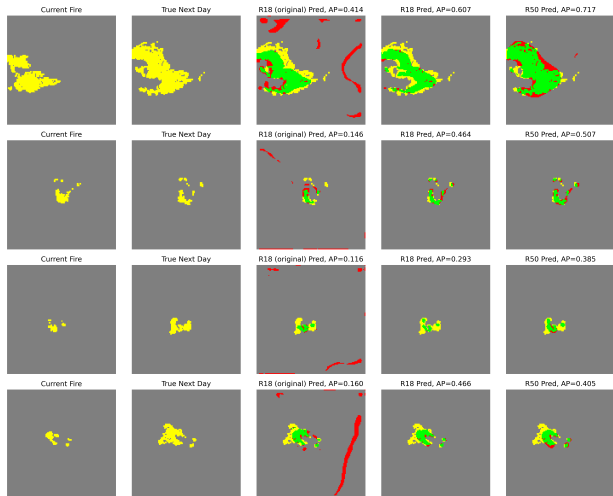 Current Fire True Next Day R18 (original) Pred, AP=0.414 R18 Pred, AP=0.607 R50 Pred, AP=0.717
Current Fire True Next Day R18 (original) Pred, AP=0.146 R18 Pred, AP=0.464 R50 Pred, AP=0.507
Current Fire True Next Day R18 (original) Pred, AP=0.116 R18 Pred, AP=0.293 R50 Pred, AP=0.385
Current Fire True Next Day R18 (original) Pred, AP=0.160 R18 Pred, AP=0.466 R50 Pred, AP=0.405